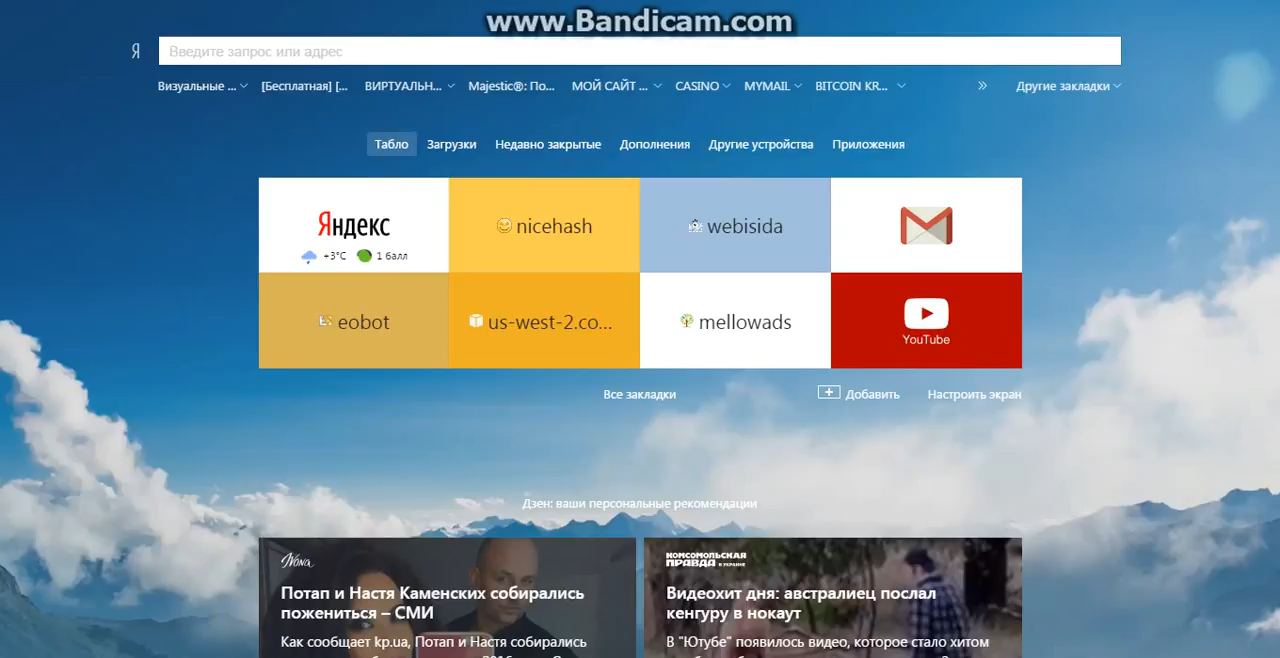 www.Bandicam.com
Я Введите запрос или адрес
Визуальные ... [Бесплатная] [... ВИРТУАЛЬН... Majestic®: По... МОЙ САЙТ ... CASINO MYMAIL BITCOIN KR... » Другие закладки
Табло Загрузки Недавно закрытые Дополнения Другие устройства Приложения
Яндекс
+3°C 1 балл
nicehash
webisida
eobot
us-west-2.co...
mellowads
YouTube
Все закладки Добавить Настроить экран
Дзен: ваши персональные рекомендации
Потап и Настя Каменских собирались
пожениться – СМИ
Как сообщает kp.ua, Потап и Настя собирались
КОМСОМОЛЬСКАЯ
ПРАВДА В УКРАИНЕ
Видеохит дня: австралиец послал
кенгуру в нокаут
В "Ютубе" появилось видео, которое стало хитом